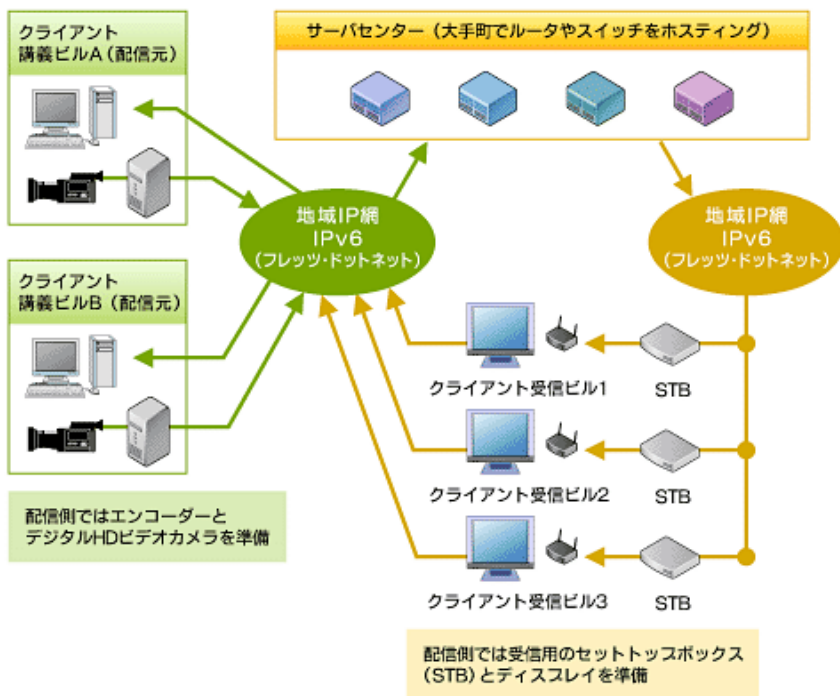 クライアント
講義ビルA（配信元）
サーバセンター（大手町でルータやスイッチをホスティング）
地域IP網
IPv6
（フレッツ・ドットネット）
地域IP網
IPv6
（フレッツ・ドットネット）
クライアント
講義ビルB（配信元）
クライアント受信ビル1
STB
クライアント受信ビル2
STB
クライアント受信ビル3
STB
配信側ではエンコーダーと
デジタルHDビデオカメラを準備
配信側では受信用のセットトップボックス
（STB）とディスプレイを準備